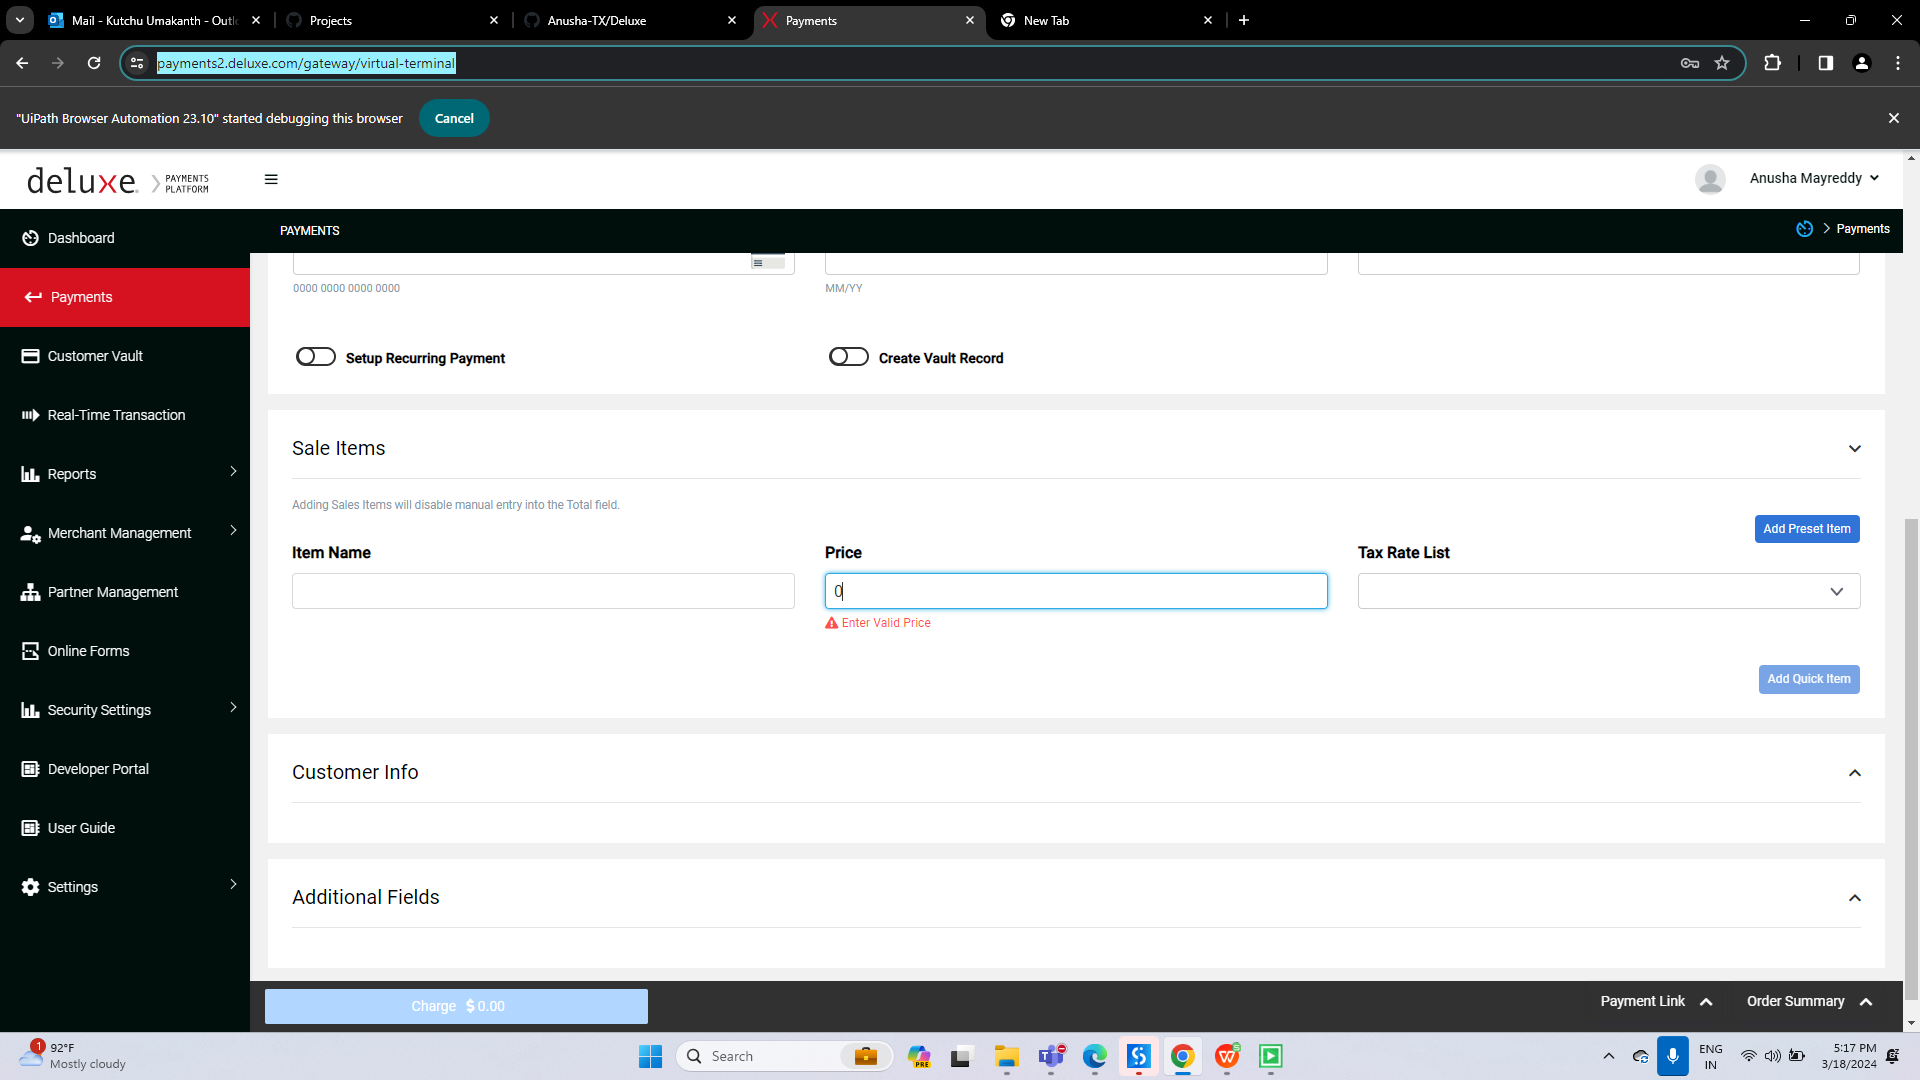 Mail - Kutchu Umakanth - Outlo
Projects
Anusha-TX/Deluxe
Payments
New Tab
payments2.deluxe.com/gateway/virtual-terminal
"UiPath Browser Automation 23.10" started debugging this browser
Cancel
deluxe. PAYMENTS PLATFORM
Anusha Mayreddy
Dashboard
PAYMENTS
Payments
Payments
0000 0000 0000 0000
MM/YY
Customer Vault
Setup Recurring Payment
Create Vault Record
Real-Time Transaction
Sale Items
Reports
Adding Sales Items will disable manual entry into the Total field.
Add Preset Item
Merchant Management
Item Name
Price
Tax Rate List
Partner Management
0
Enter Valid Price
Online Forms
Add Quick Item
Security Settings
Customer Info
Developer Portal
User Guide
Additional Fields
Settings
Charge $ 0.00
Payment Link
Order Summary
1
92°F
Mostly cloudy
Search
PRE
ENG
IN
5:17 PM
3/18/2024